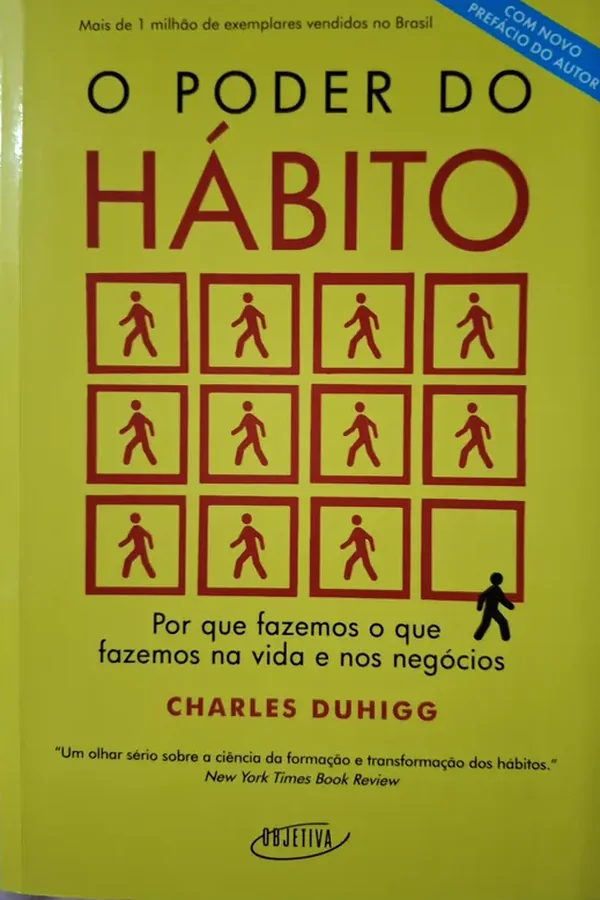 Mais de 1 milhão de exemplares vendidos no Brasil
COM NOVO
PREFÁCIO DO AUTOR
O PODER DO
HÁBITO
Por que fazemos o que
fazemos na vida e nos negócios
CHARLES DUHIGG
"Um olhar sério sobre a ciência da formação e transformação dos hábitos."
New York Times Book Review
OBJETIVA